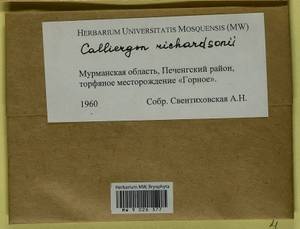 HERBARIUM UNIVERSITATIS MOSQUENSIS (MW)
Calliergon richardsonii
Мурманская область, Печенгский район,
торфяное месторождение «Горное».
1960 Собр. Свентиховская А.Н.
Herbarium MW, Bryophyta